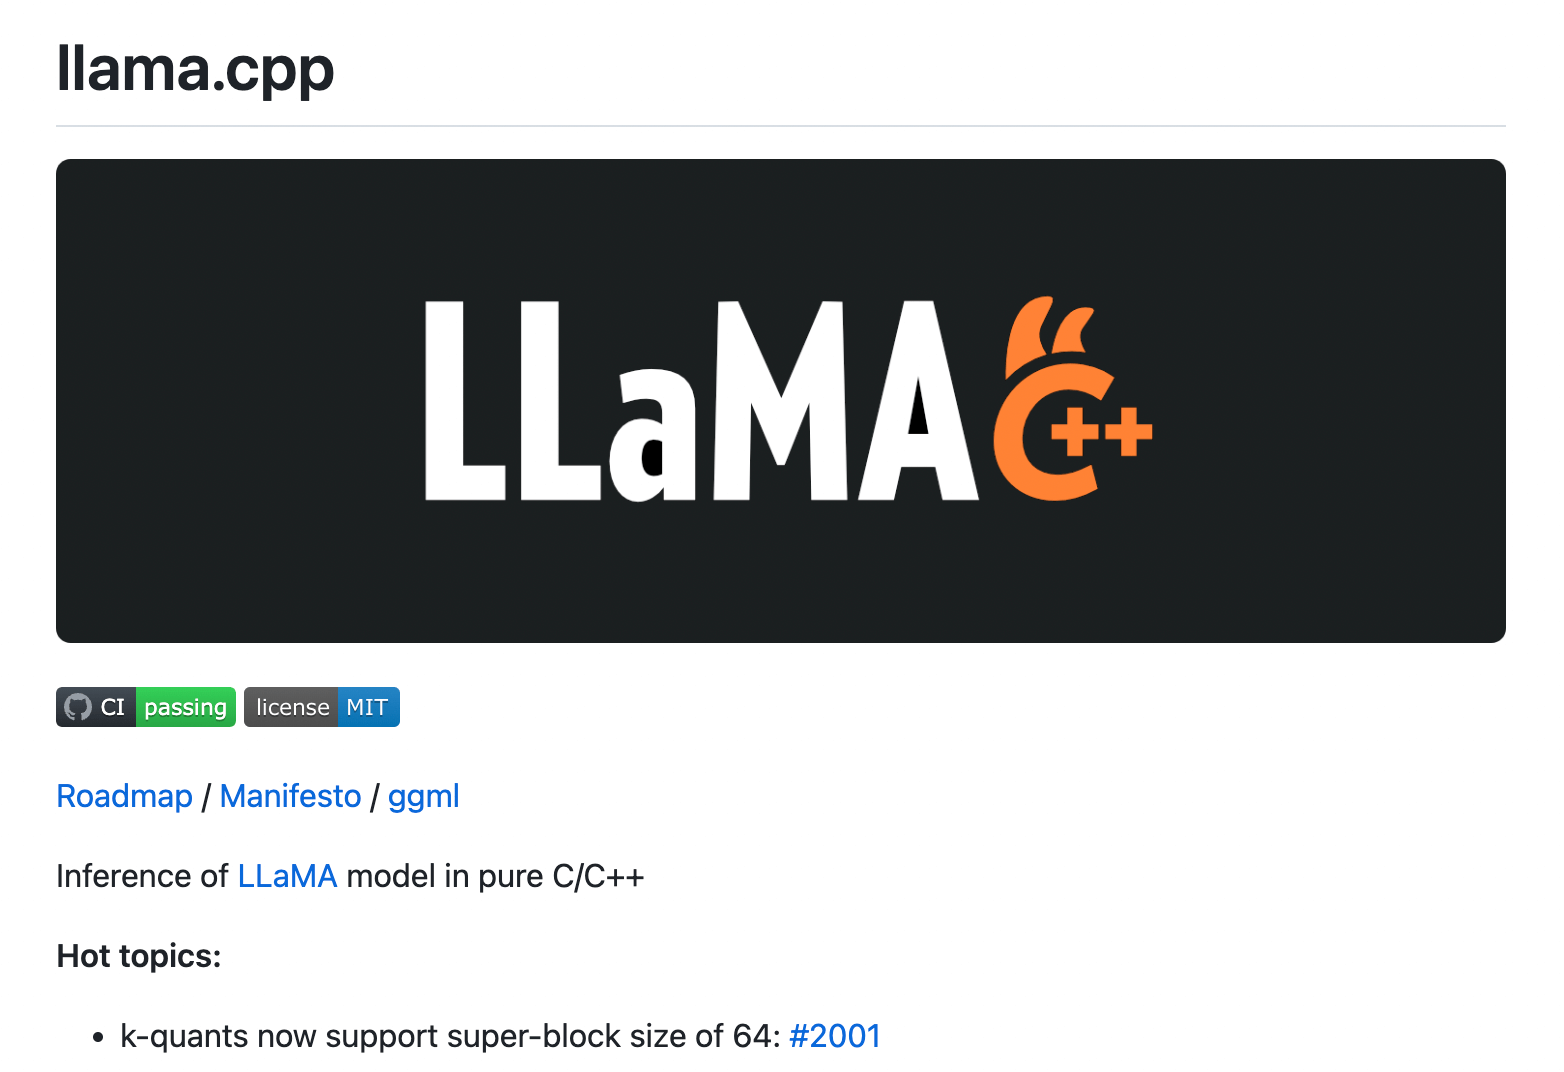 llama.cpp
LLaMA C++
CI passing license MIT
Roadmap / Manifesto / ggml
Inference of LLaMA model in pure C/C++
Hot topics:
• k-quants now support super-block size of 64: #2001